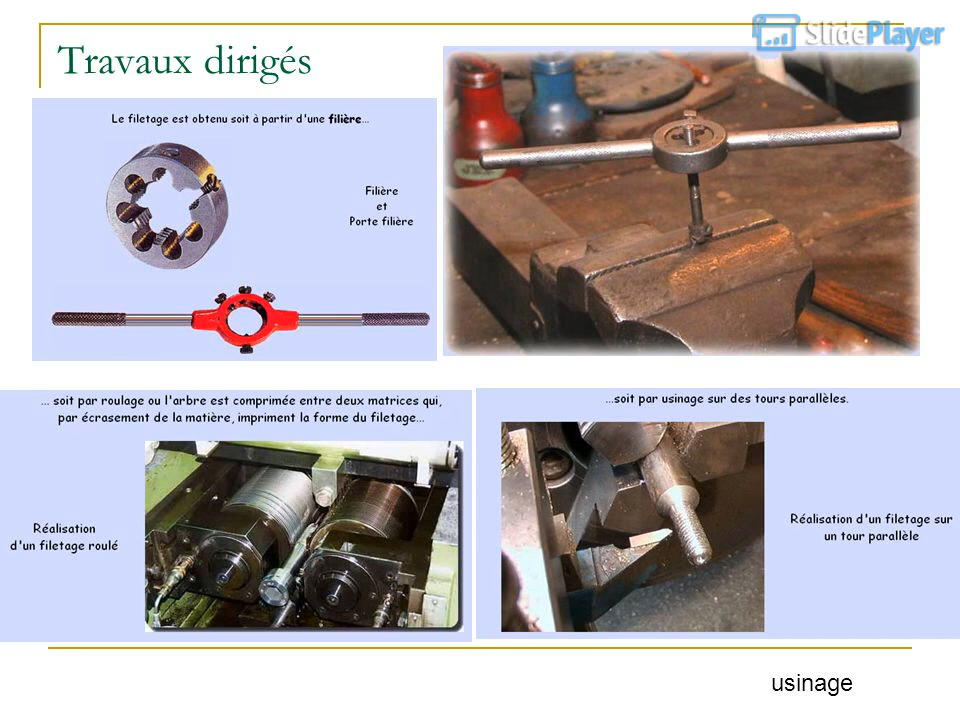 SlidePlayer
Travaux dirigés
Le filetage est obtenu soit à partir d'une filière...
Filière
et
Porte filière
... soit par roulage ou l'arbre est comprimée entre deux matrices qui,
par écrasement de la matière, impriment la forme du filetage...
Réalisation
d'un filetage roulé
...soit par usinage sur des tours parallèles.
Réalisation d'un filetage sur
un tour parallèle
usinage